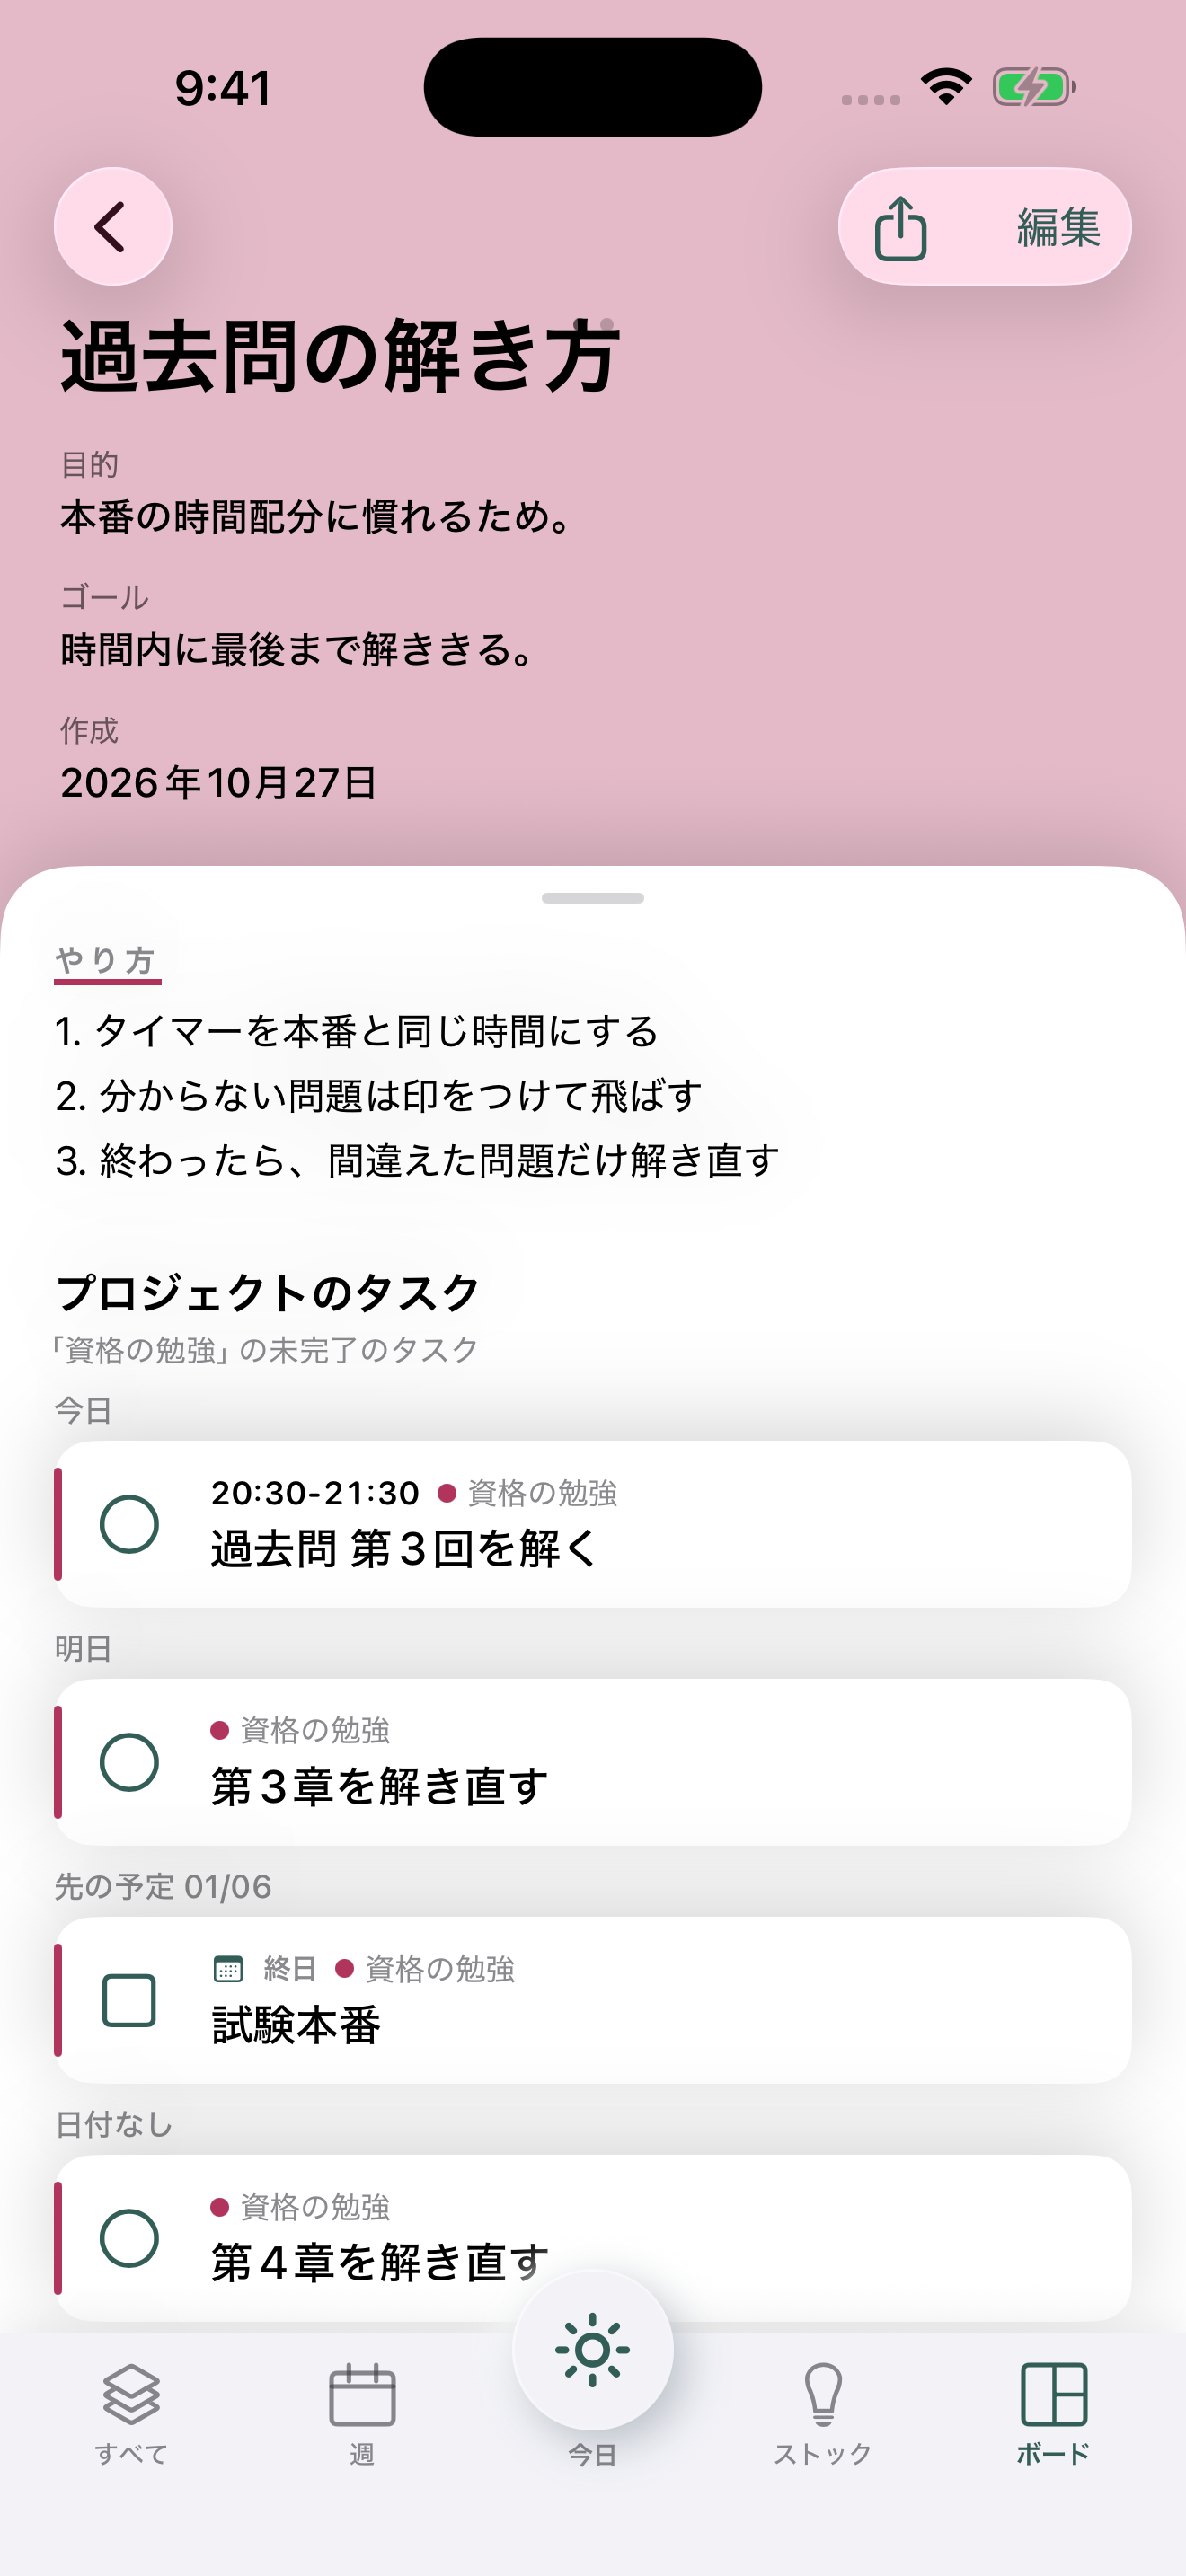 9:41
編集
過去問の解き方
目的
本番の時間配分に慣れるため。
ゴール
時間内に最後まで解ききる。
作成
2026年10月27日
やり方
1. タイマーを本番と同じ時間にする
2. 分からない問題は印をつけて飛ばす
3. 終わったら、間違えた問題だけ解き直す
プロジェクトのタスク
「資格の勉強」の未完了のタスク
今日
20:30-21:30 資格の勉強
過去問 第3回を解く
明日
資格の勉強
第3章を解き直す
先の予定 01/06
終日 資格の勉強
試験本番
日付なし
資格の勉強
第4章を解き直す
すべて
週
今日
ストック
ボード